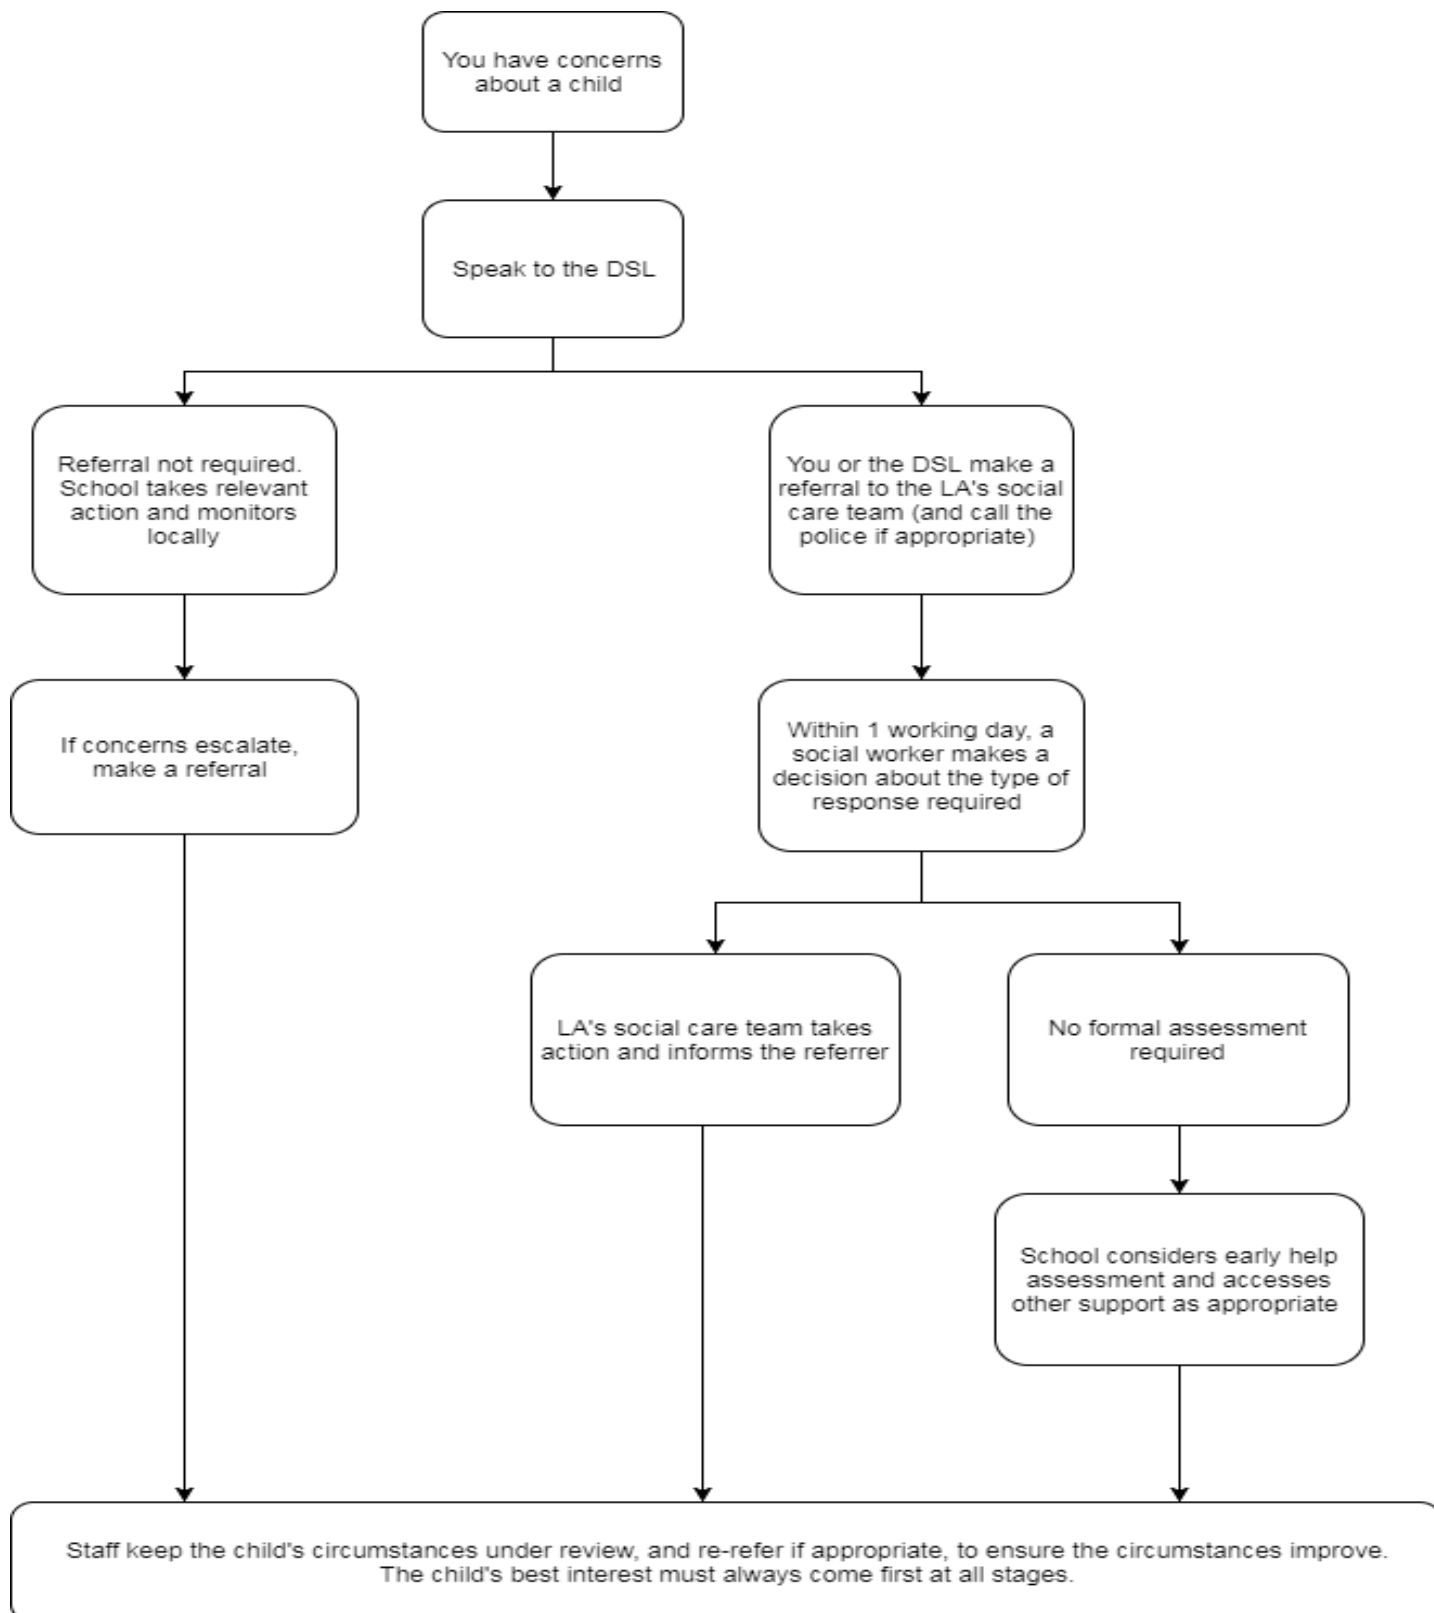 You have concerns
about a child
Speak to the DSL
Referral not required.
School takes relevant
action and monitors
locally
You or the DSL make a
referral to the LA's social
care team (and call the
police if appropriate)
If concerns escalate,
make a referral
Within 1 working day, a
social worker makes a
decision about the type of
response required
LA's social care team takes
action and informs the referrer
No formal assessment
required
School considers early help
assessment and accesses
other support as appropriate
Staff keep the child's circumstances under review, and re-refer if appropriate, to ensure the circumstances improve.
The child's best interest must always come first at all stages.